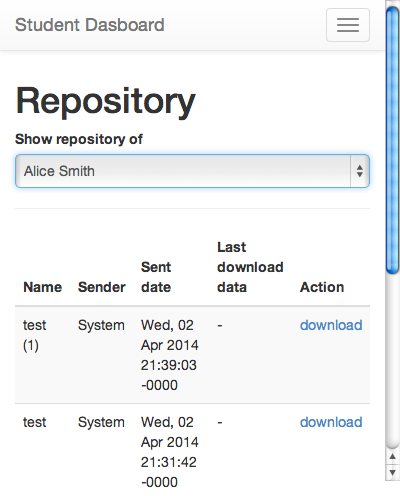 Student Dasboard
Repository
Show repository of
Alice Smith
Last
Sent download
Name Sender date data Action
test System Wed, 02 - download
(1) Apr 2014
21:39:03
-0000
test System Wed, 02 - download
Apr 2014
21:31:42
-0000